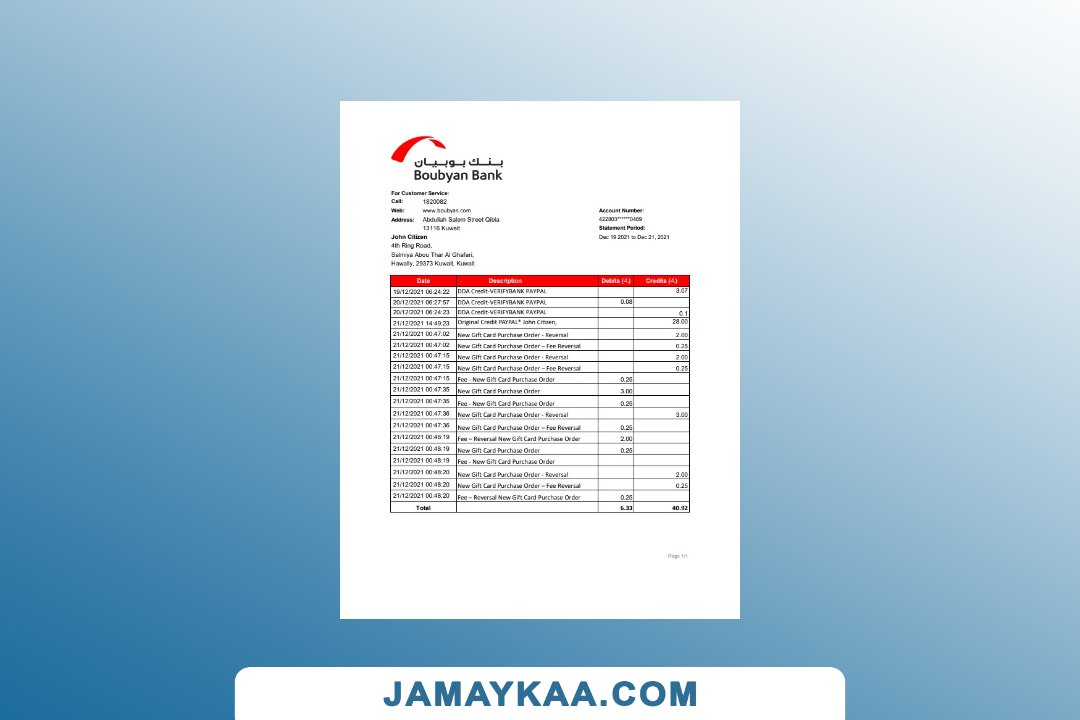 بنك بوبيان
Boubyan Bank
For Customer Service:
Call: 1820082
Web: www.boubyan.com
Address: Abdullah Salem Street Qibla
13116 Kuwait
Account Number:
422803******0489
Statement Period:
Dec 19 2021 to Dec 21, 2021
John Citizen
4th Ring Road,
Salmiya Abou Thar Al Ghafari,
Hawally, 29373 Kuwait, Kuwait
Date Description Debits (د.إ) Credits (د.إ)
19/12/2021 06:24:22 DDA Credit-VERIFYBANK PAYPAL 3.07
20/12/2021 06:27:57 DDA Credit-VERIFYBANK PAYPAL 0.08
20/12/2021 06:24:23 DDA Credit-VERIFYBANK PAYPAL 0.1
21/12/2021 14:49:23 Original Credit PAYPAL* John Citizen, 28.00
21/12/2021 00:47:02 New Gift Card Purchase Order - Reversal 2.00
21/12/2021 00:47:02 New Gift Card Purchase Order – Fee Reversal 0.25
21/12/2021 00:47:15 New Gift Card Purchase Order - Reversal 2.00
21/12/2021 00:47:15 New Gift Card Purchase Order – Fee Reversal 0.25
21/12/2021 00:47:15 Fee - New Gift Card Purchase Order 0.25
21/12/2021 00:47:35 New Gift Card Purchase Order 3.00
21/12/2021 00:47:35 Fee - New Gift Card Purchase Order 0.25
21/12/2021 00:47:36 New Gift Card Purchase Order - Reversal 3.00
21/12/2021 00:47:36 New Gift Card Purchase Order – Fee Reversal 0.25
21/12/2021 00:48:19 Fee – Reversal New Gift Card Purchase Order 2.00
21/12/2021 00:48:19 New Gift Card Purchase Order 0.25
21/12/2021 00:48:19 Fee - New Gift Card Purchase Order
21/12/2021 00:48:20 New Gift Card Purchase Order - Reversal 2.00
21/12/2021 00:48:20 New Gift Card Purchase Order – Fee Reversal 0.25
21/12/2021 00:48:20 Fee – Reversal New Gift Card Purchase Order 0.25
Total 6.33 40.92
Page 1/1
JAMAYKAA.COM